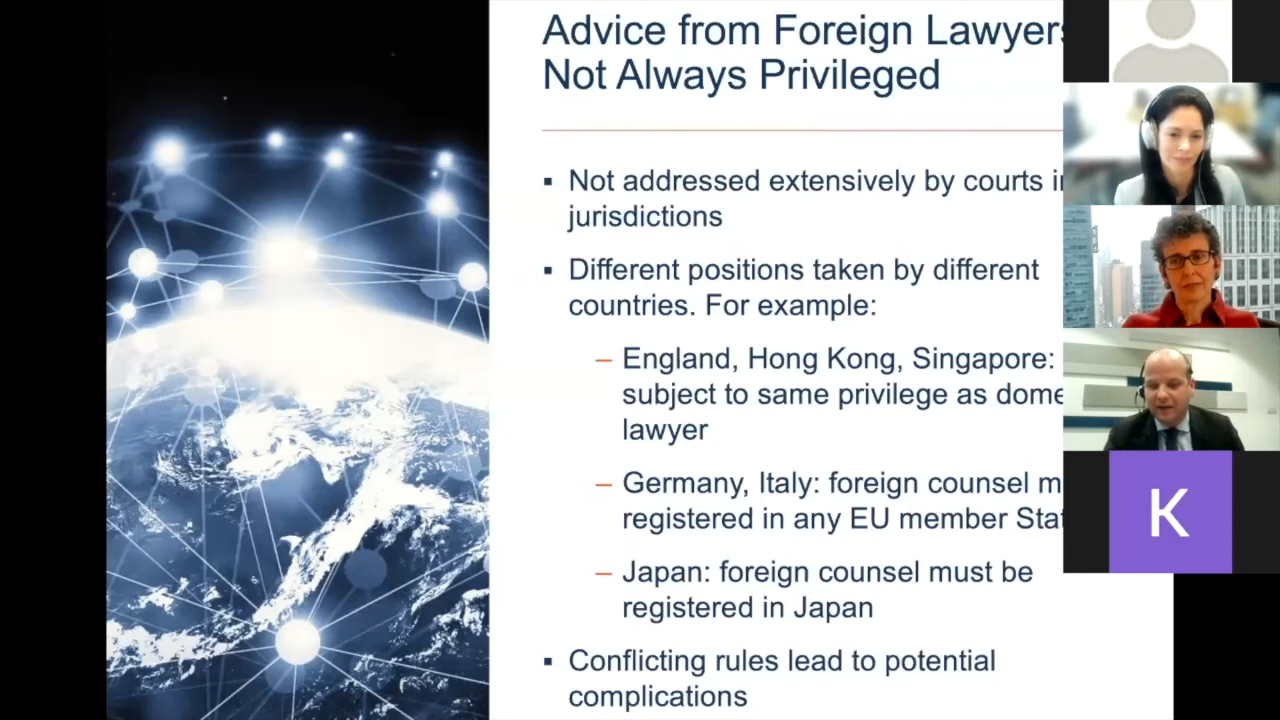 Advice from Foreign Lawyers
Not Always Privileged
▪ Not addressed extensively by courts in
jurisdictions
▪ Different positions taken by different
countries. For example:
– England, Hong Kong, Singapore:
subject to same privilege as dome
lawyer
– Germany, Italy: foreign counsel m
registered in any EU member Stat
– Japan: foreign counsel must be
registered in Japan
▪ Conflicting rules lead to potential
complications
K